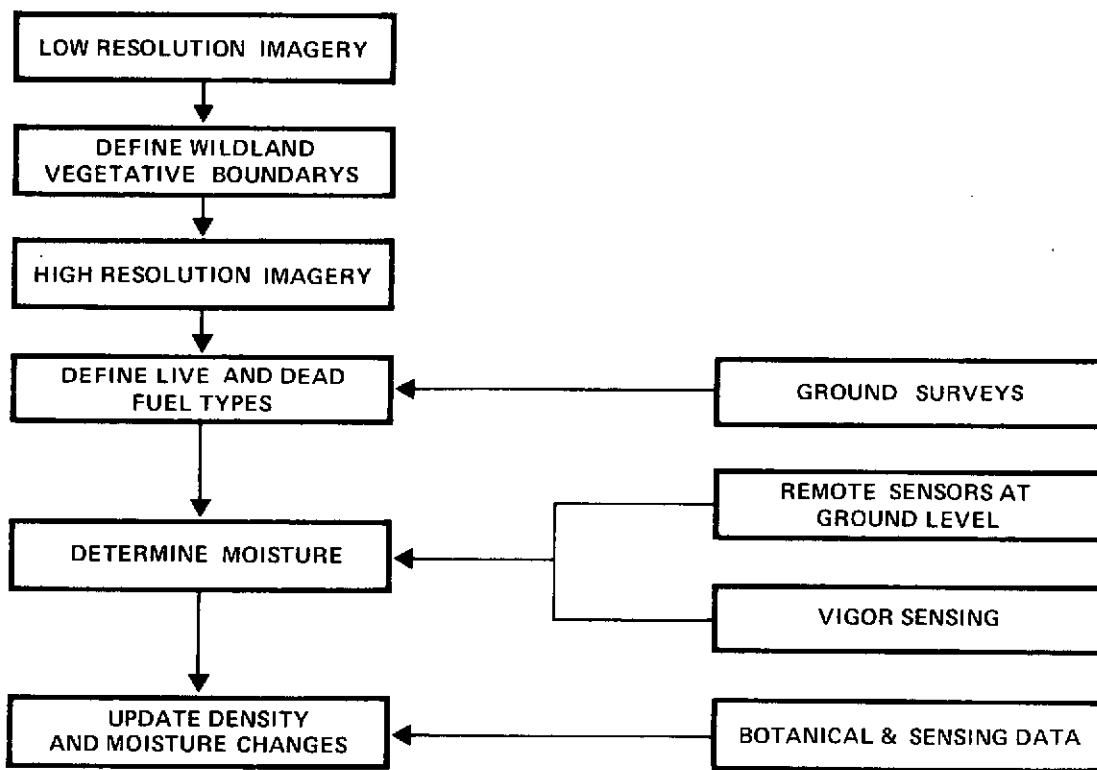 LOW RESOLUTION IMAGERY
DEFINE WILDLAND
VEGETATIVE BOUNDARYS
HIGH RESOLUTION IMAGERY
DEFINE LIVE AND DEAD
FUEL TYPES
GROUND SURVEYS
REMOTE SENSORS AT
GROUND LEVEL
DETERMINE MOISTURE
VIGOR SENSING
UPDATE DENSITY
AND MOISTURE CHANGES
BOTANICAL & SENSING DATA